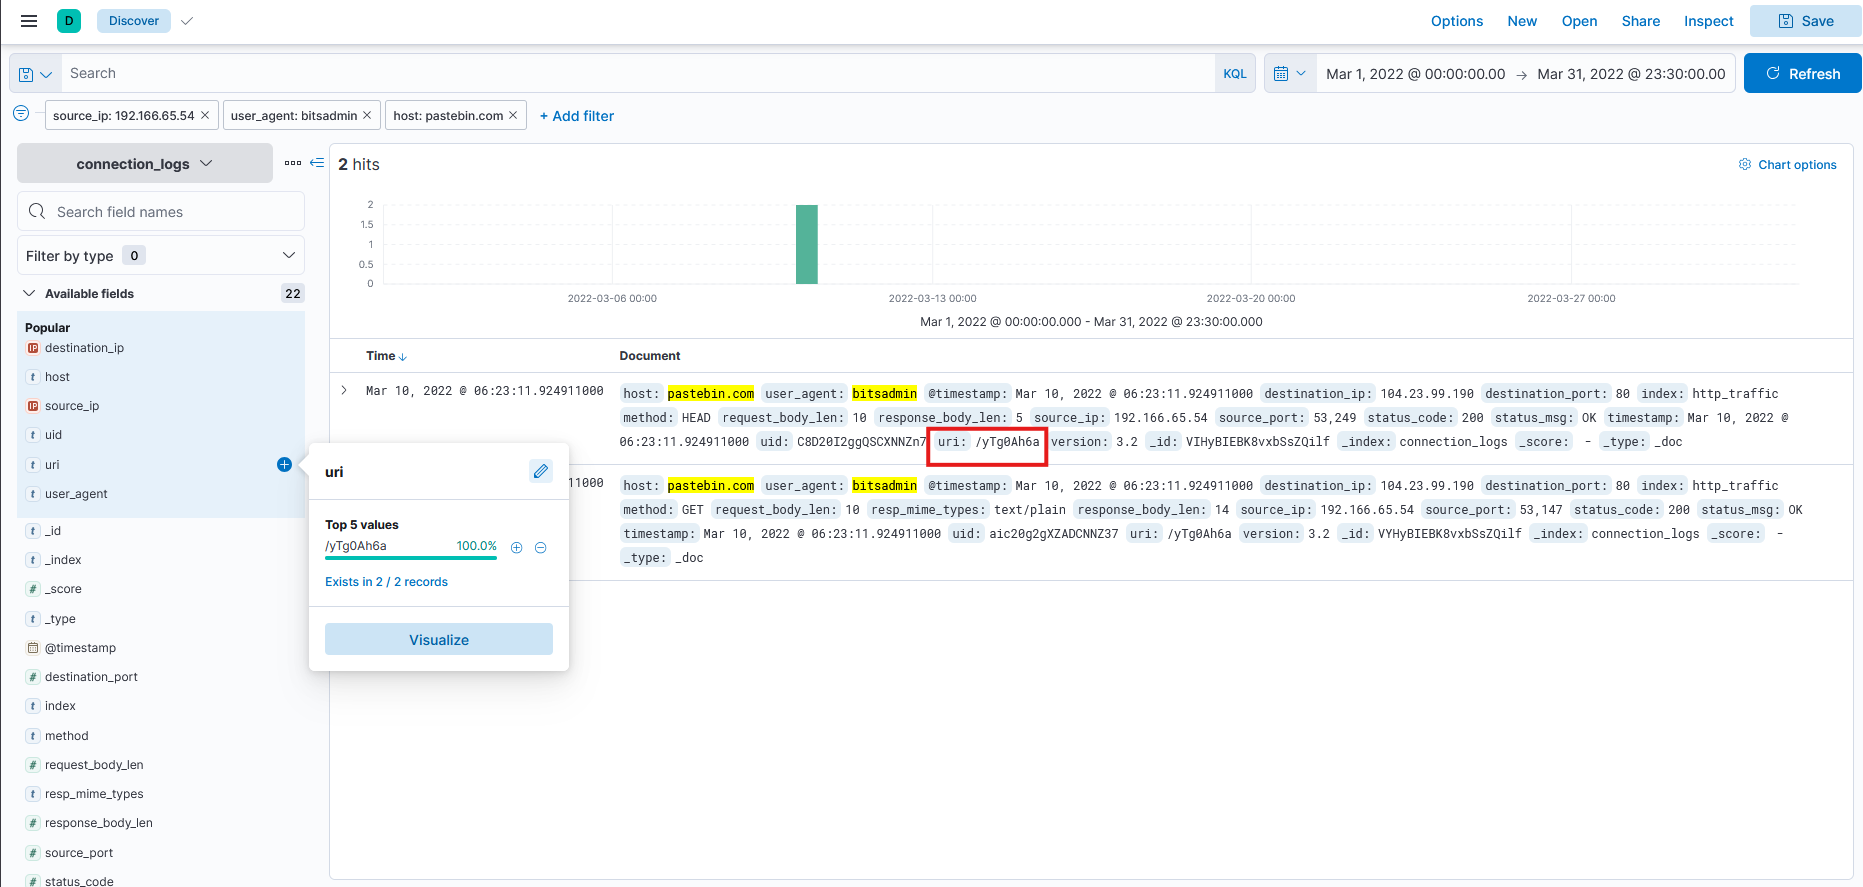 D Discover Options New Open Share Inspect Save
Search KQL Mar 1, 2022 @ 00:00:00.00 → Mar 31, 2022 @ 23:30:00.00 Refresh
source_ip: 192.166.65.54 × user_agent: bitsadmin × host: pastebin.com × + Add filter
connection_logs
Search field names
Filter by type 0
Available fields 22
Popular
destination_ip
host
source_ip
uid
uri
user_agent
_id
_index
_score
_type
@timestamp
destination_port
index
method
request_body_len
resp_mime_types
response_body_len
source_port
status_code
uri
Top 5 values
/yTg0Ah6a 100.0%
Exists in 2 / 2 records
Visualize
2 hits Chart options
2
1.5
1
0.5
0
2022-03-06 00:00 2022-03-13 00:00 2022-03-20 00:00 2022-03-27 00:00
Mar 1, 2022 @ 00:00:00.000 - Mar 31, 2022 @ 23:30:00.000
Time ↓ Document
Mar 10, 2022 @ 06:23:11.924911000 host: pastebin.com user_agent: bitsadmin @timestamp: Mar 10, 2022 @ 06:23:11.924911000 destination_ip: 104.23.99.190 destination_port: 80 index: http_traffic
method: HEAD request_body_len: 10 response_body_len: 5 source_ip: 192.166.65.54 source_port: 53,249 status_code: 200 status_msg: OK timestamp: Mar 10, 2022 @
06:23:11.924911000 uid: C8D20I2ggQSCXNNZn7 uri: /yTg0Ah6a version: 3.2 _id: VIHyBIEBK8vxbSsZQilf _index: connection_logs _score: - _type: _doc
11000 host: pastebin.com user_agent: bitsadmin @timestamp: Mar 10, 2022 @ 06:23:11.924911000 destination_ip: 104.23.99.190 destination_port: 80 index: http_traffic
method: GET request_body_len: 10 resp_mime_types: text/plain response_body_len: 14 source_ip: 192.166.65.54 source_port: 53,147 status_code: 200 status_msg: OK
timestamp: Mar 10, 2022 @ 06:23:11.924911000 uid: aic20g2gXZADCNNZ37 uri: /yTg0Ah6a version: 3.2 _id: VYHyBIEBK8vxbSsZQilf _index: connection_logs _score: -
_type: _doc